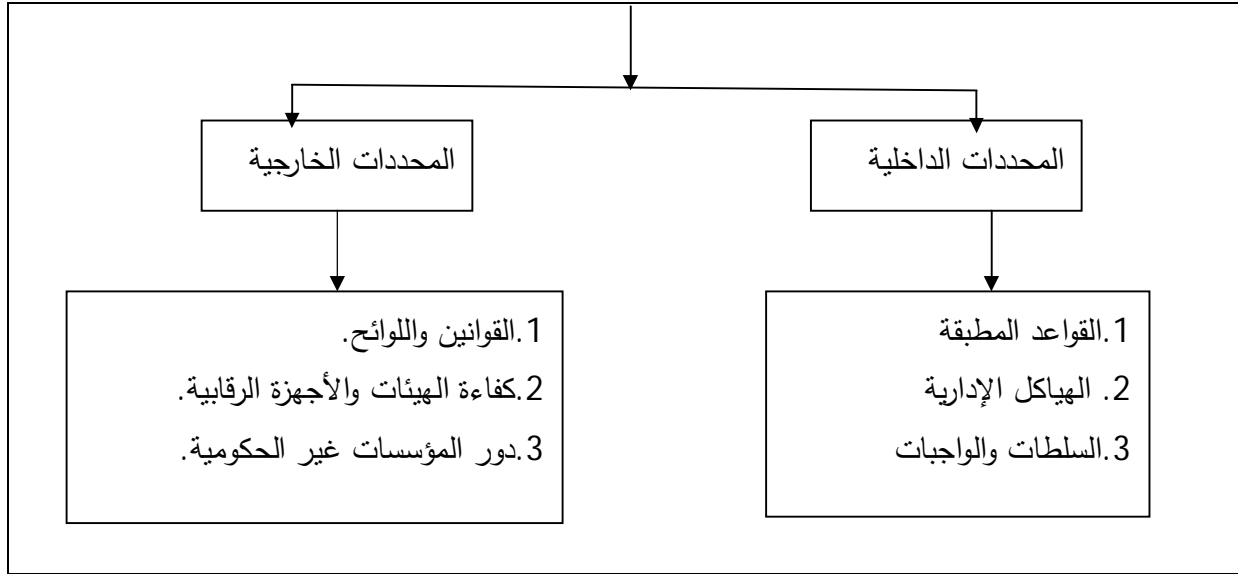 المحددات الداخلية
المحددات الخارجية
1.القواعد المطبقة
2. الهياكل الإدارية
3.السلطات والواجبات
1.القوانين واللوائح.
2.كفاءة الهيئات والأجهزة الرقابية.
3.دور المؤسسات غير الحكومية.